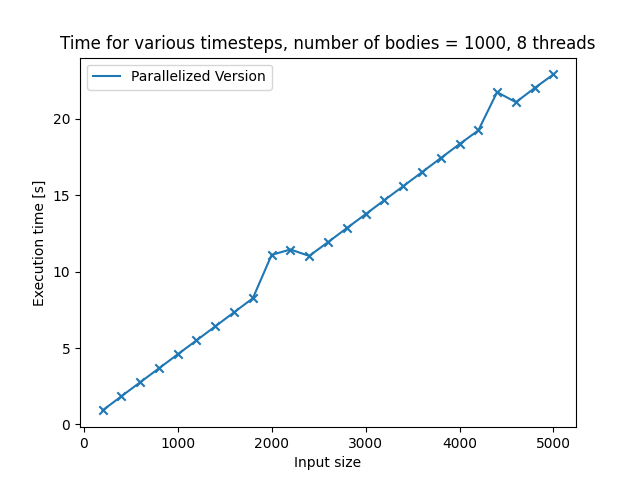 Time for various timesteps, number of bodies = 1000, 8 threads
Parallelized Version
Execution time [s]
20
15
10
5
0
0 1000 2000 3000 4000 5000
Input size